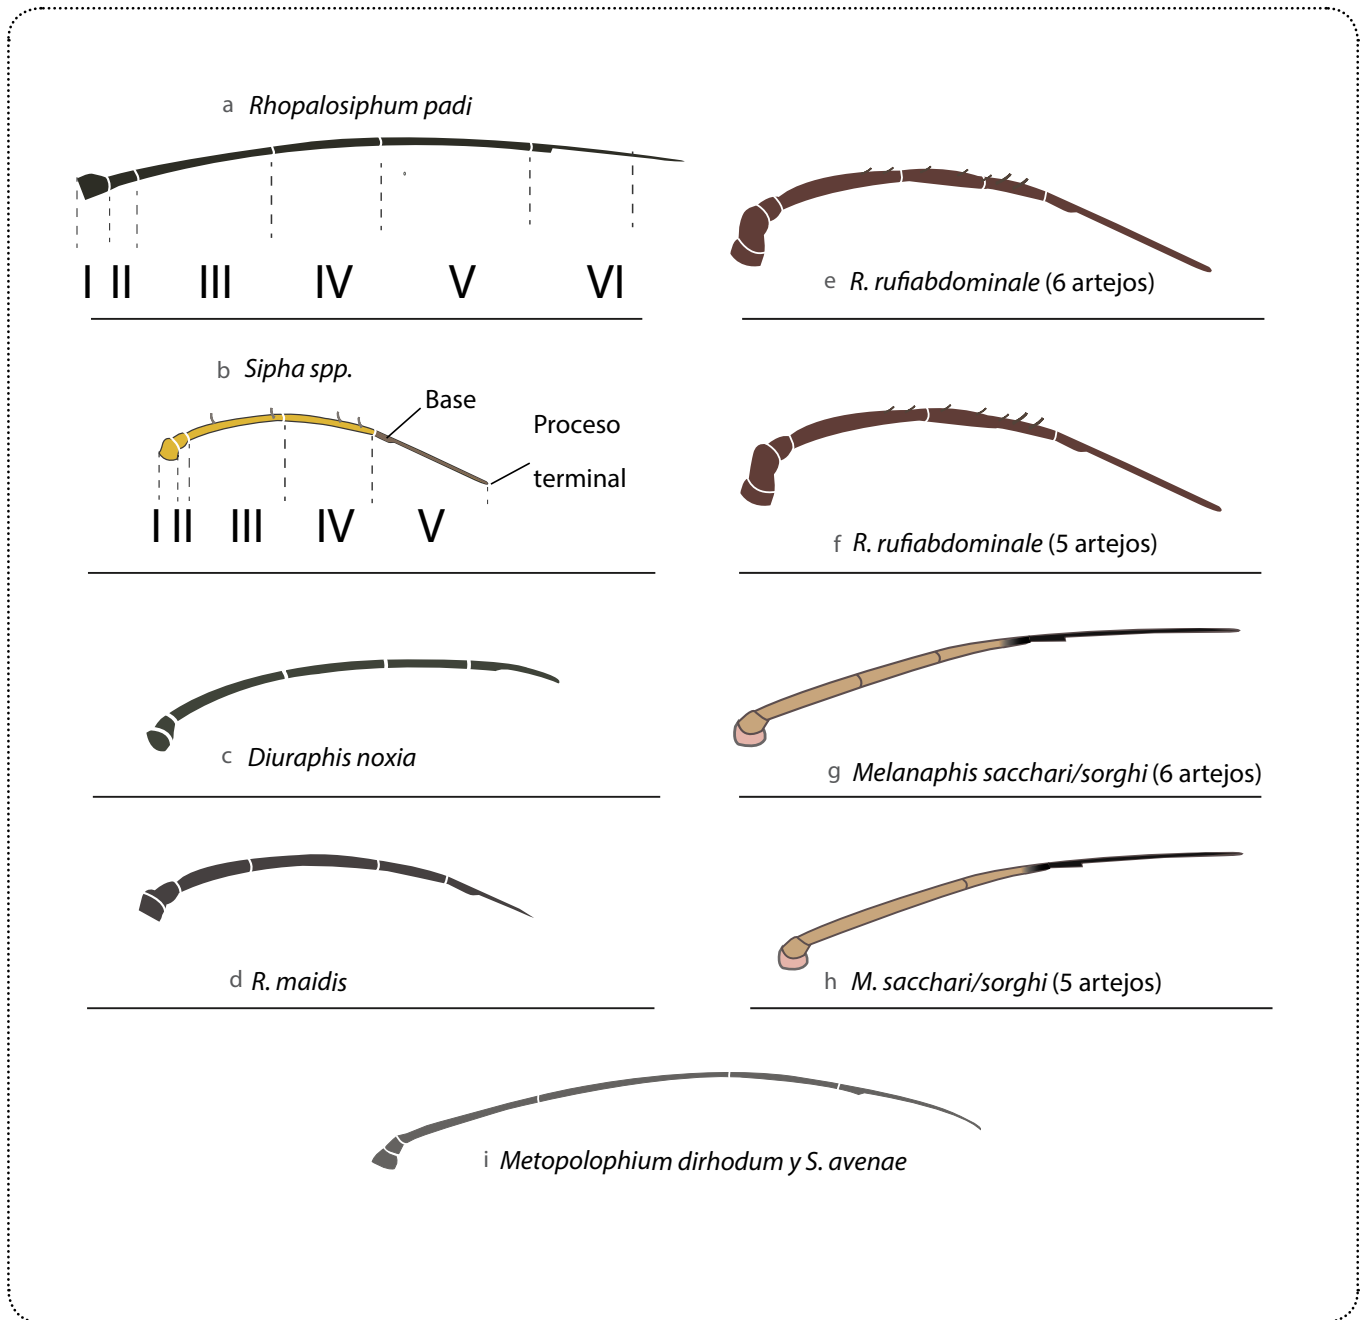 a Rhopalosiphum padi
I II III IV V VI
b Sipha spp.
Base
Proceso
terminal
I II III IV V
c Diuraphis noxia
d R. maidis
e R. rufiabdominale (6 artejos)
f R. rufiabdominale (5 artejos)
g Melanaphis sacchari/sorghi (6 artejos)
h M. sacchari/sorghi (5 artejos)
i Metopolophium dirhodum y S. avenae